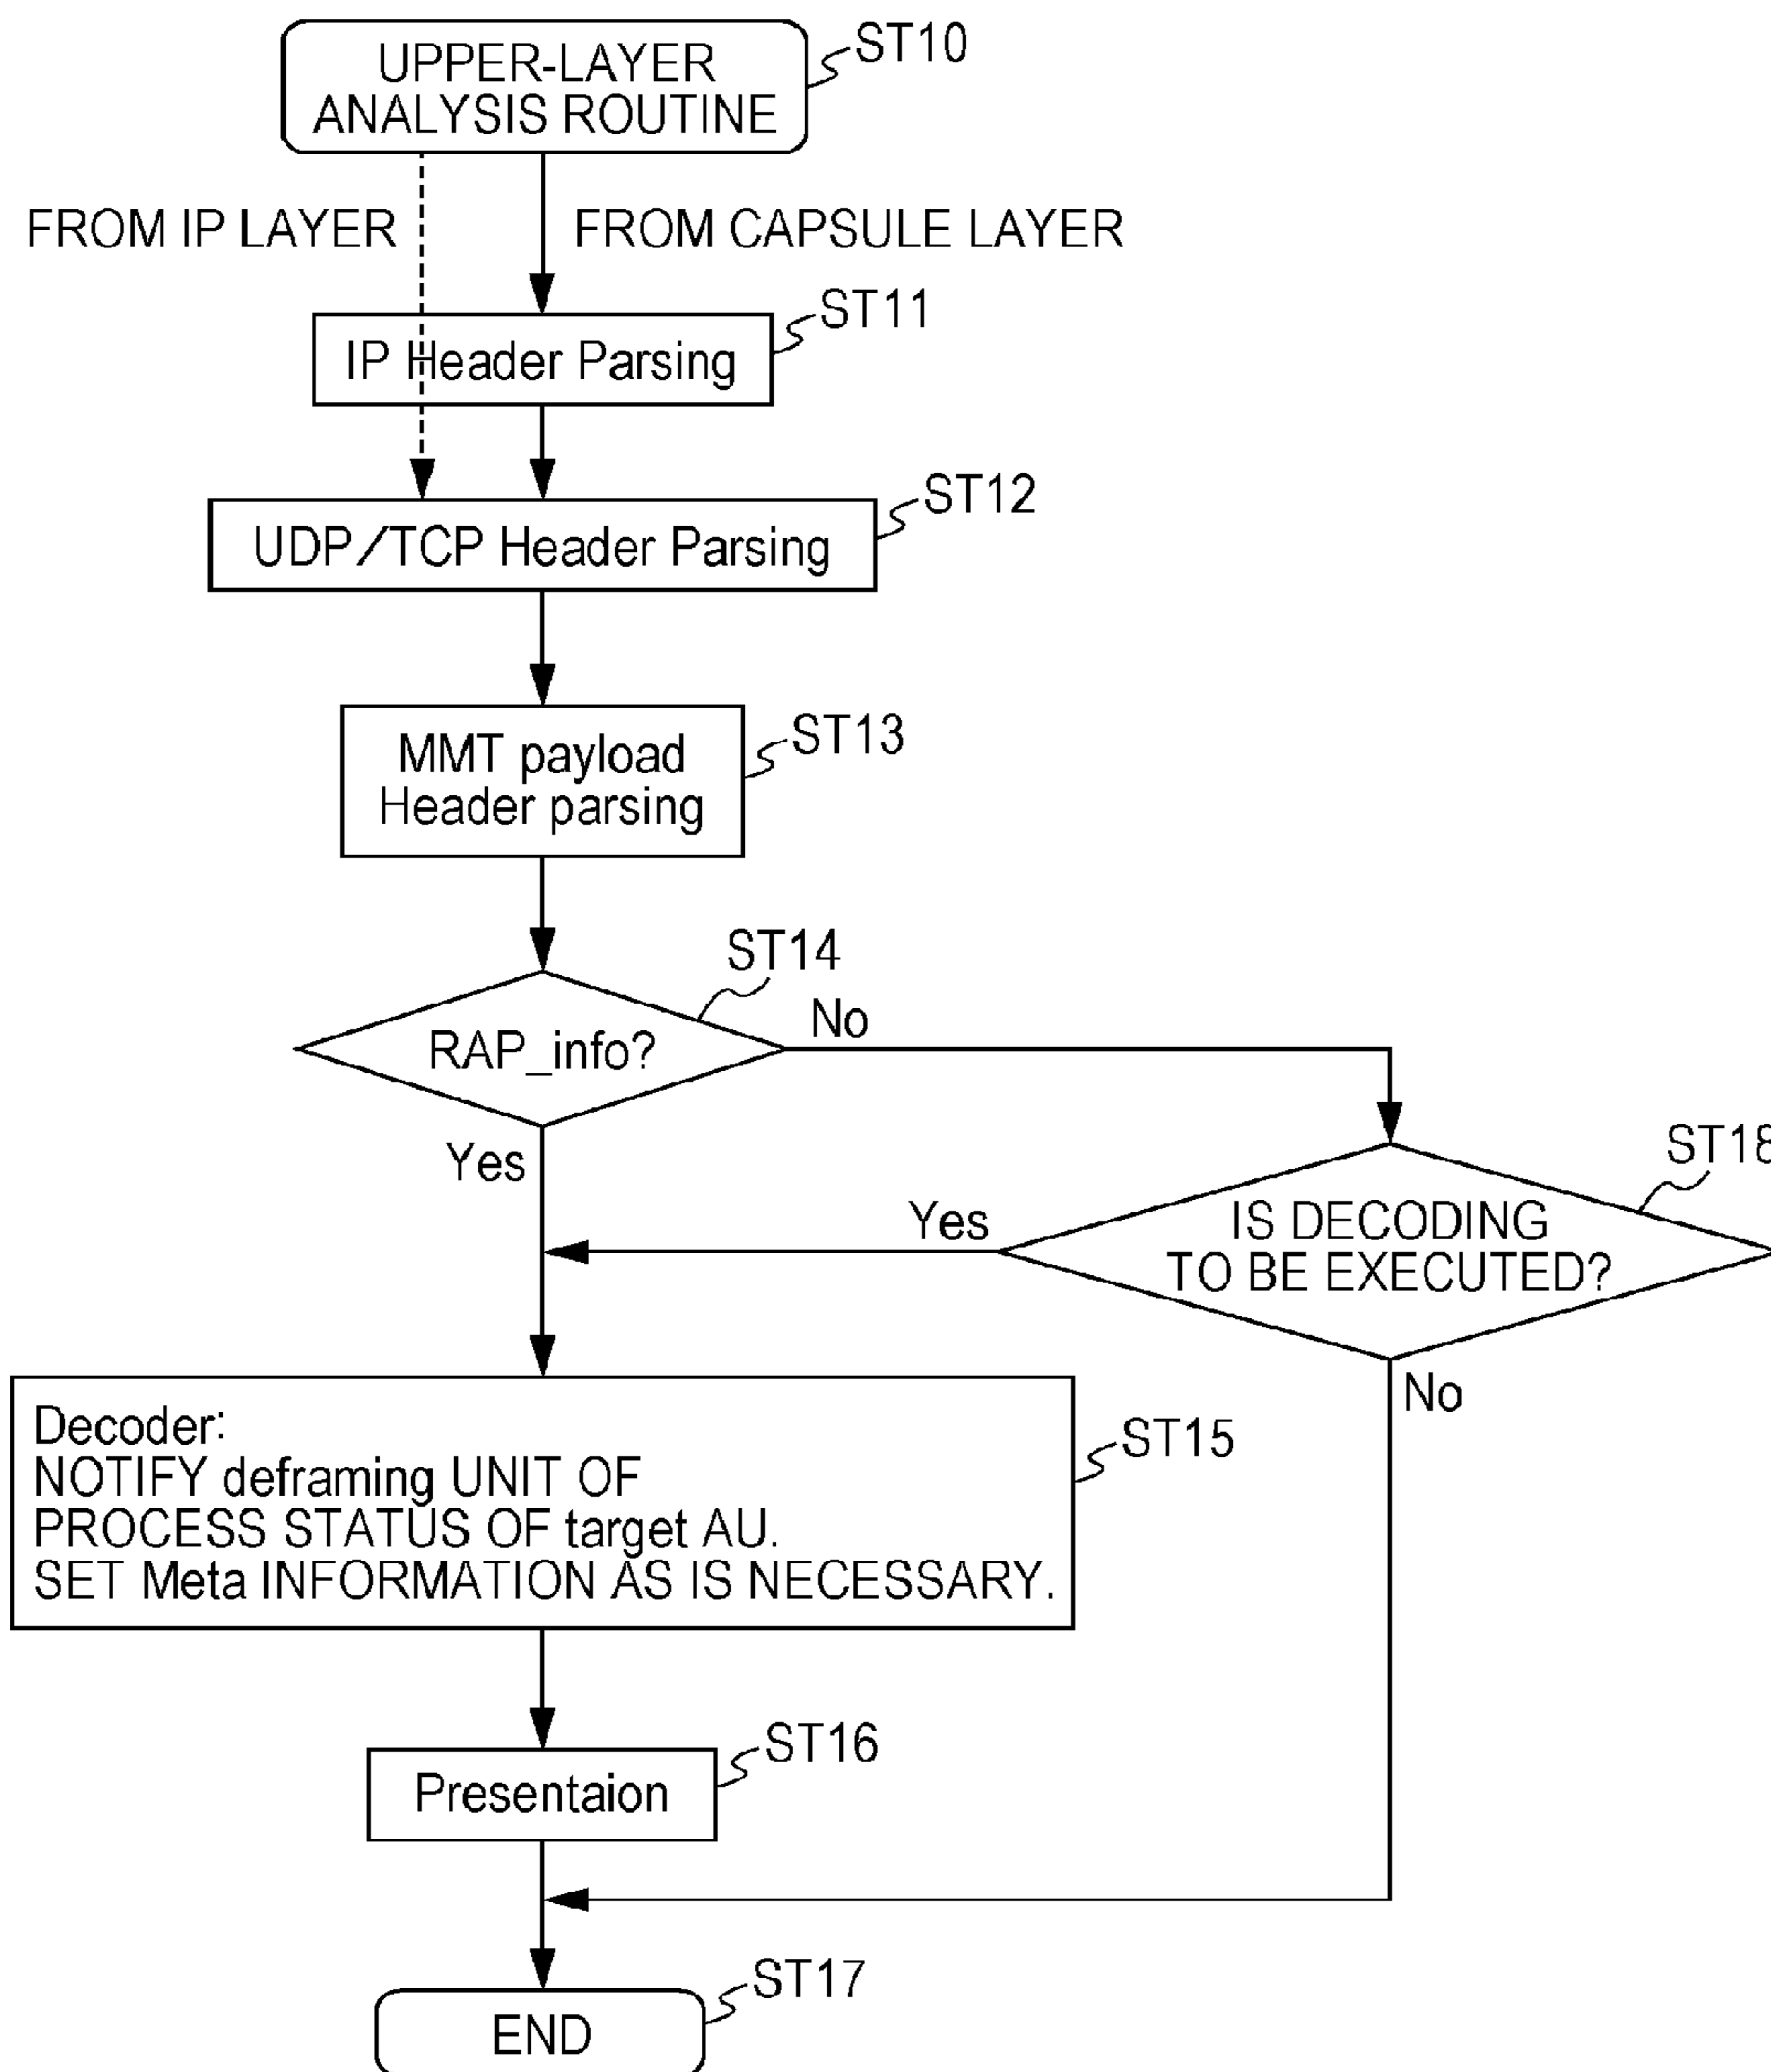 UPPER-LAYER
ANALYSIS ROUTINE
ST10
FROM IP LAYER
FROM CAPSULE LAYER
IP Header Parsing
ST11
UDP/TCP Header Parsing
ST12
MMT payload
Header parsing
ST13
RAP_info?
ST14
No
Yes
IS DECODING
TO BE EXECUTED?
ST18
Yes
No
Decoder:
NOTIFY deframing UNIT OF
PROCESS STATUS OF target AU.
SET Meta INFORMATION AS IS NECESSARY.
ST15
Presentaion
ST16
END
ST17